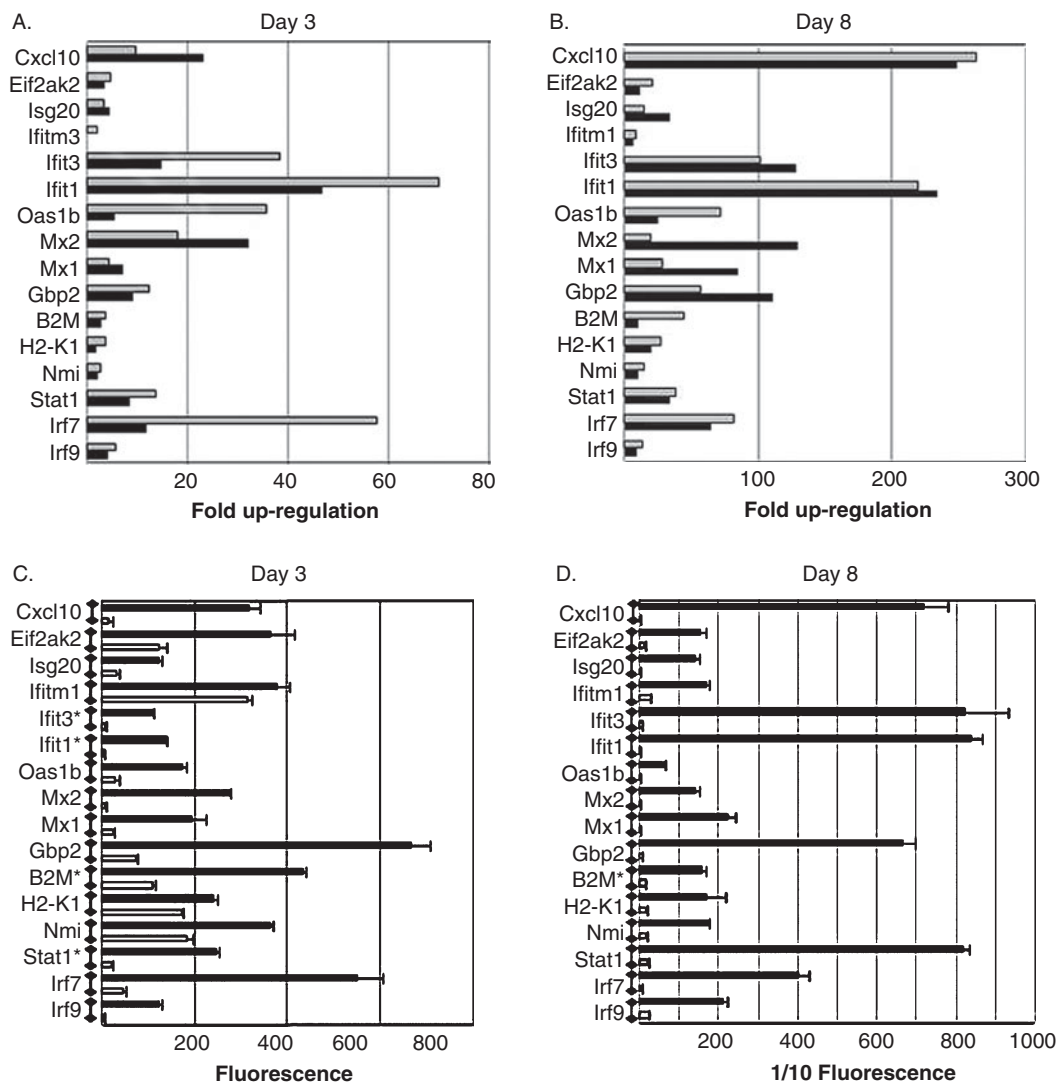 A.
Day 3
Cxcl10
Eif2ak2
Isg20
Ifitm3
Ifit3
Ifit1
Oas1b
Mx2
Mx1
Gbp2
B2M
H2-K1
Nmi
Stat1
Irf7
Irf9
20 40 60 80
Fold up-regulation
B.
Day 8
Cxcl10
Eif2ak2
Isg20
Ifitm1
Ifit3
Ifit1
Oas1b
Mx2
Mx1
Gbp2
B2M
H2-K1
Nmi
Stat1
Irf7
Irf9
100 200 300
Fold up-regulation
C.
Day 3
Cxcl10
Eif2ak2
Isg20
Ifitm1
Ifit3*
Ifit1*
Oas1b
Mx2
Mx1
Gbp2
B2M*
H2-K1
Nmi
Stat1*
Irf7
Irf9
200 400 600 800
Fluorescence
D.
Day 8
Cxcl10
Eif2ak2
Isg20
Ifitm1
Ifit3
Ifit1
Oas1b
Mx2
Mx1
Gbp2
B2M*
H2-K1
Nmi
Stat1
Irf7
Irf9
200 400 600 800 1000
1/10 Fluorescence